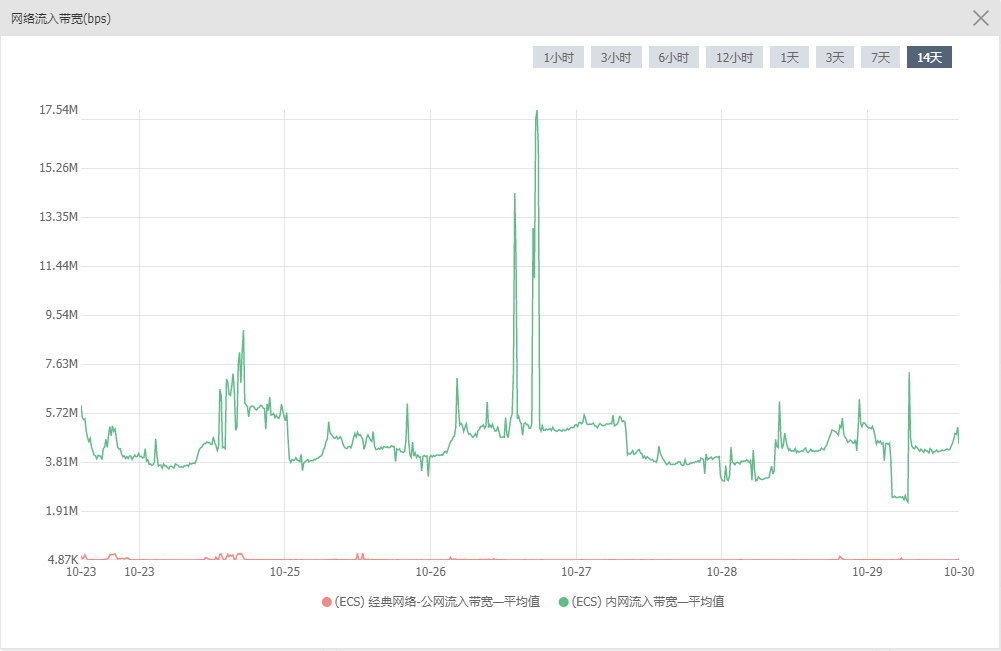 网络流入带宽(bps)
1小时 3小时 6小时 12小时 1天 3天 7天 14天
17.54M
15.26M
13.35M
11.44M
9.54M
7.63M
5.72M
3.81M
1.91M
4.87K
10-23 10-23 10-25 10-26 10-27 10-28 10-29 10-30
(ECS) 经典网络-公网流入带宽—平均值 (ECS) 内网流入带宽—平均值